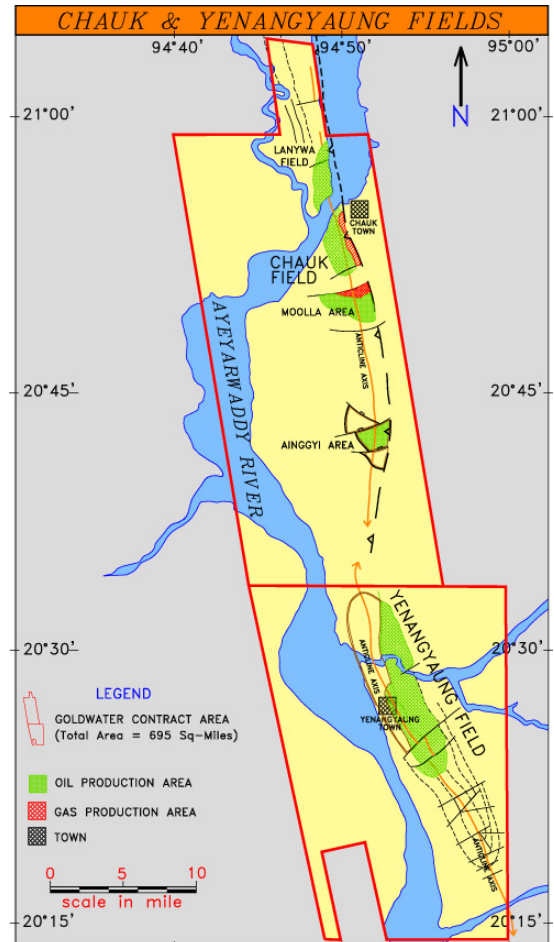 CHAUK & YENANGYAUNG FIELDS
94°40' 94°50' 95°00'
21°00' 21°00'
N
LANYWA
FIELD
CHAUK
TOWN
CHAUK
FIELD
MOOLLA AREA
ANTICLINE AXIS
AYEYARWADDY RIVER
20°45' 20°45'
AINGGYI AREA
20°30' 20°30'
YENANGYAUNG FIELD
ANTICLINE AXIS
YENANGYAUNG
TOWN
ANTICLINE AXIS
LEGEND
GOLDWATER CONTRACT AREA
(Total Area = 695 Sq-Miles)
OIL PRODUCTION AREA
GAS PRODUCTION AREA
TOWN
0 5 10
scale in mile
20°15' 20°15'